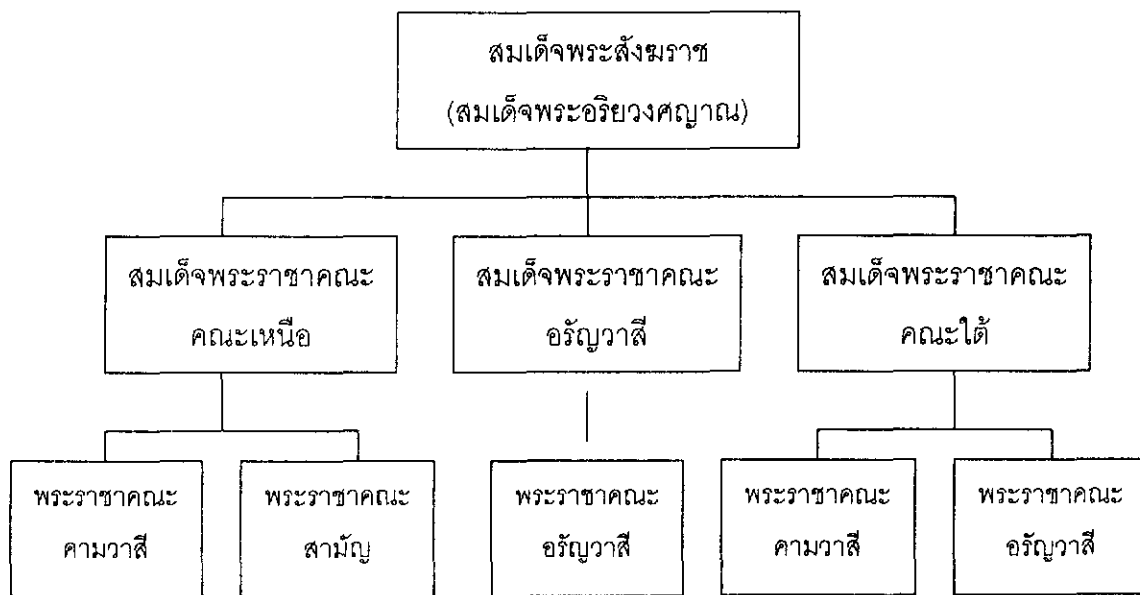 สมเด็จพระสังฆราช
(สมเด็จพระอริยวงศญาณ)
สมเด็จพระราชาคณะ
คณะเหนือ
สมเด็จพระราชาคณะ
อรัญวาสี
สมเด็จพระราชาคณะ
คณะใต้
พระราชาคณะ
คามวาสี
พระราชาคณะ
สามัญ
พระราชาคณะ
อรัญวาสี
พระราชาคณะ
คามวาสี
พระราชาคณะ
อรัญวาสี